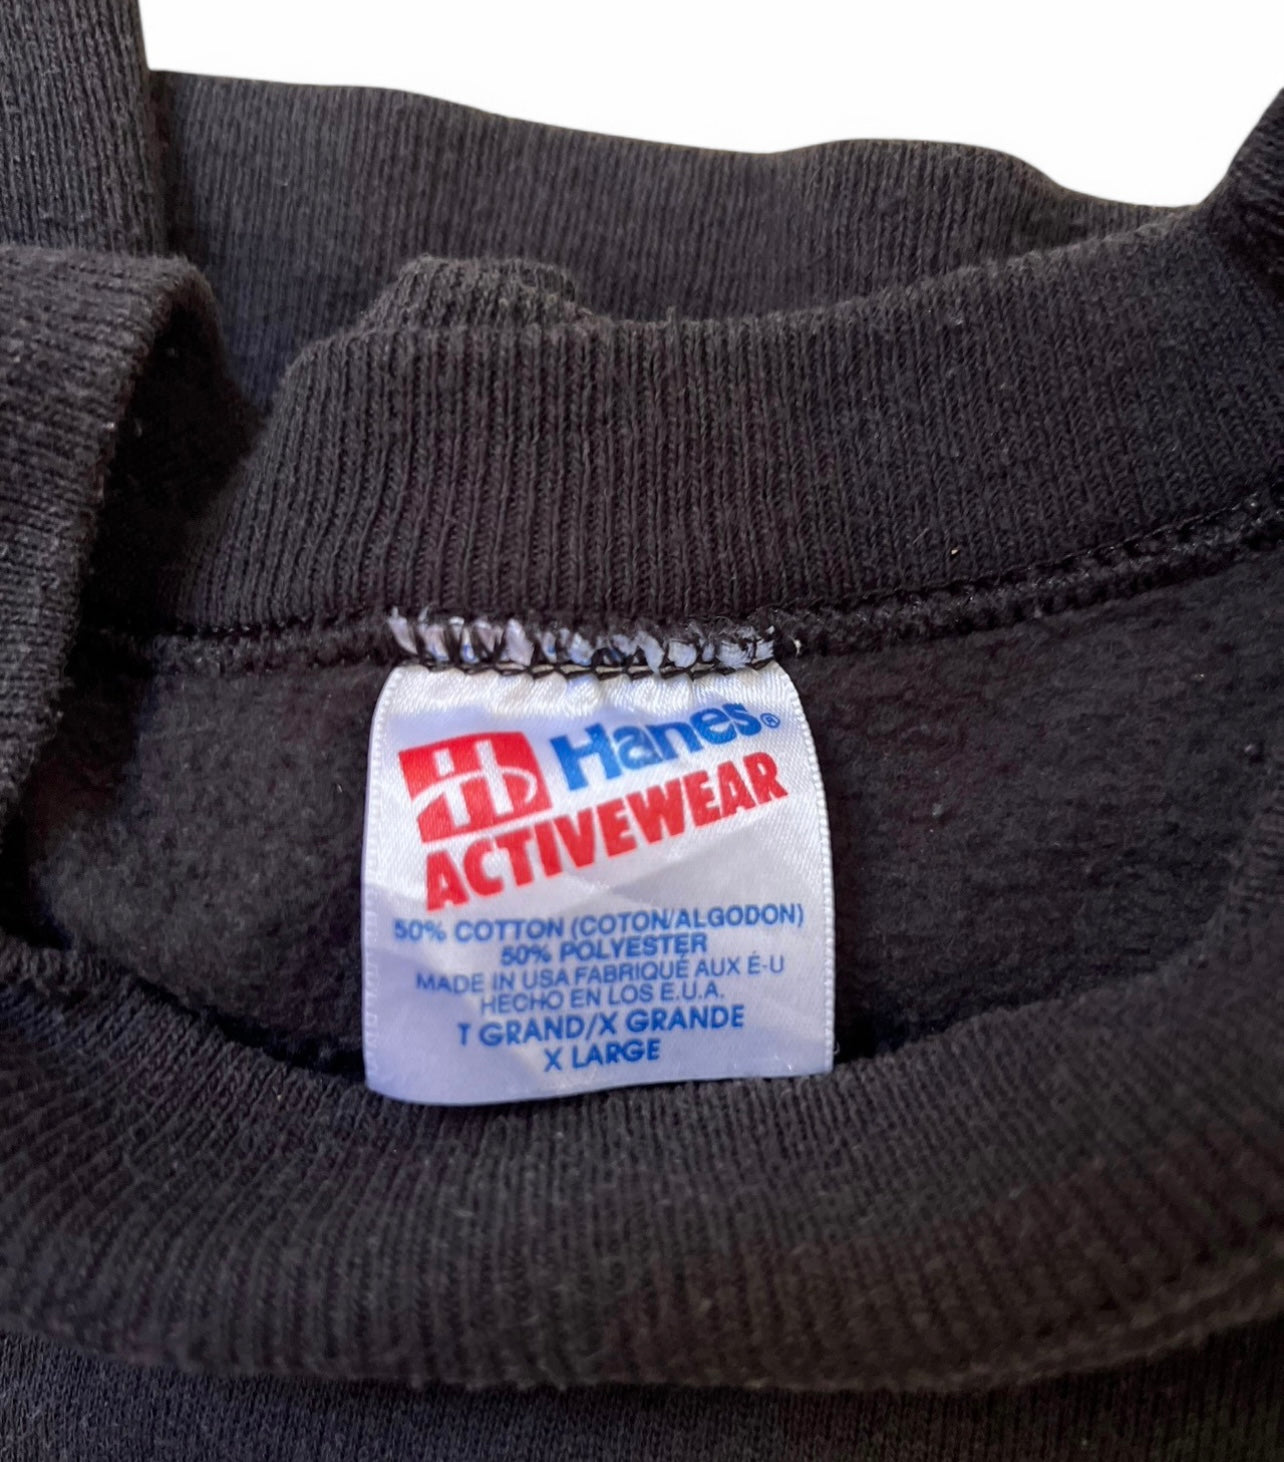 Hanes®
ACTIVEWEAR
50% COTTON (COTON/ALGODON)
50% POLYESTER
MADE IN USA FABRIQUÉ AUX É-U
HECHO EN LOS E.U.A.
T GRAND/X GRANDE
X LARGE